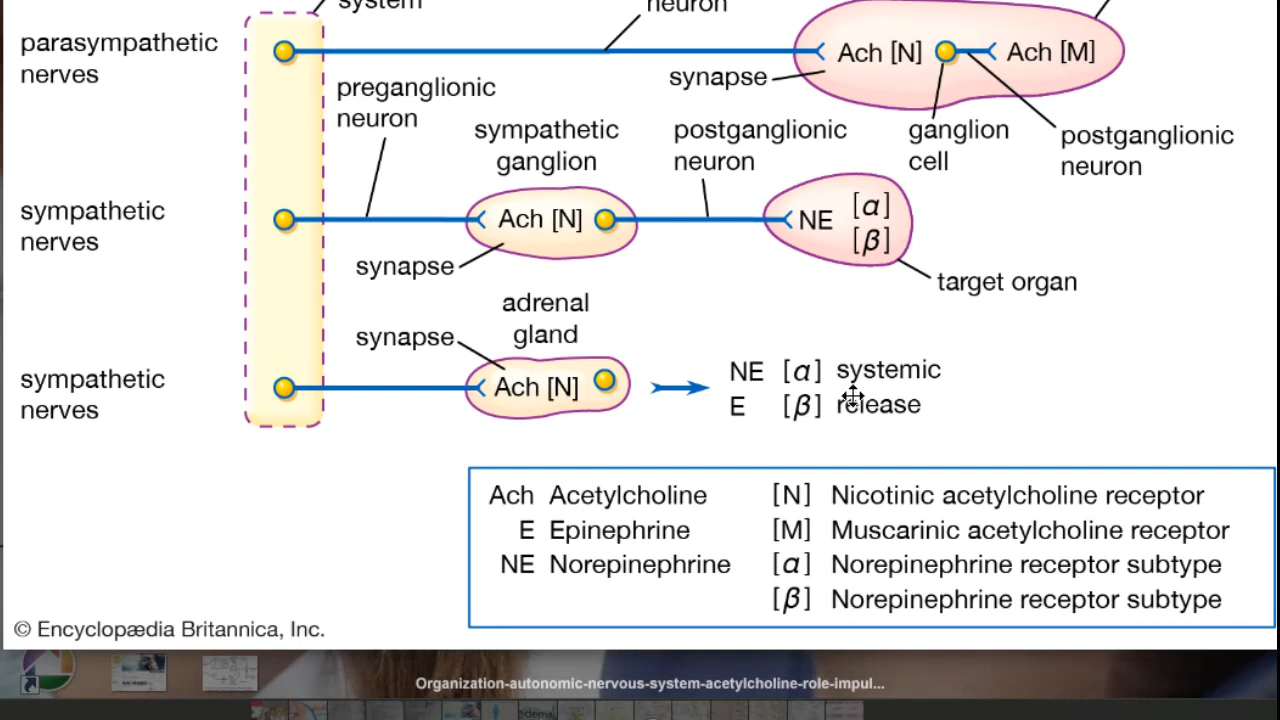 system
neuron
parasympathetic
nerves
Ach [N]
Ach [M]
synapse
preganglionic
neuron
sympathetic
ganglion
postganglionic
neuron
ganglion
cell
postganglionic
neuron
sympathetic
nerves
Ach [N]
NE
[α]
[β]
synapse
target organ
adrenal
gland
synapse
sympathetic
nerves
Ach [N]
NE [α] systemic
E [β] release
Ach Acetylcholine [N] Nicotinic acetylcholine receptor
E Epinephrine [M] Muscarinic acetylcholine receptor
NE Norepinephrine [α] Norepinephrine receptor subtype
[β] Norepinephrine receptor subtype
© Encyclopædia Britannica, Inc.
Organization-autonomic-nervous-system-acetylcholine-role-impul...